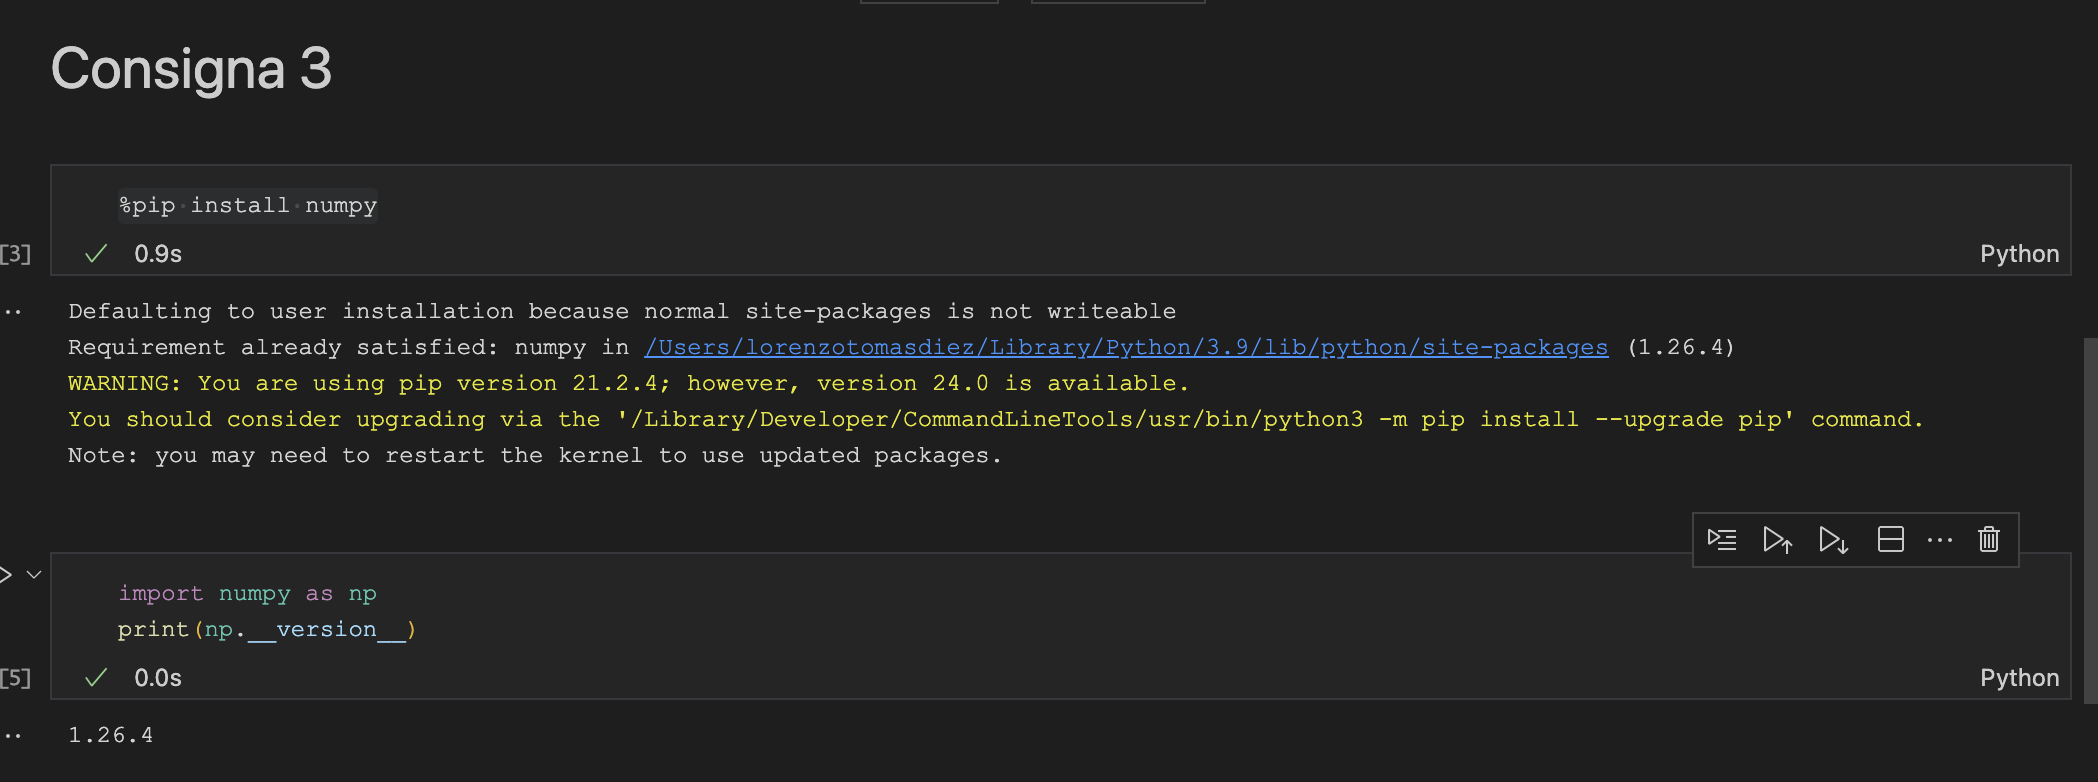 Consigna 3
%pip install numpy
[3]
0.9s
Python
Defaulting to user installation because normal site-packages is not writeable
Requirement already satisfied: numpy in /Users/lorenzotomasdiez/Library/Python/3.9/lib/python/site-packages (1.26.4)
WARNING: You are using pip version 21.2.4; however, version 24.0 is available.
You should consider upgrading via the '/Library/Developer/CommandLineTools/usr/bin/python3 -m pip install --upgrade pip' command.
Note: you may need to restart the kernel to use updated packages.
import numpy as np
print(np.__version__)
[5]
0.0s
Python
1.26.4